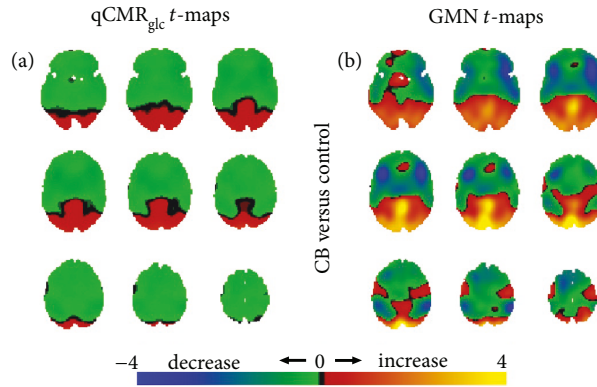 qCMRglc t-maps
GMN t-maps
(a)
(b)
CB versus control
decrease ← 0 → increase
−4 4